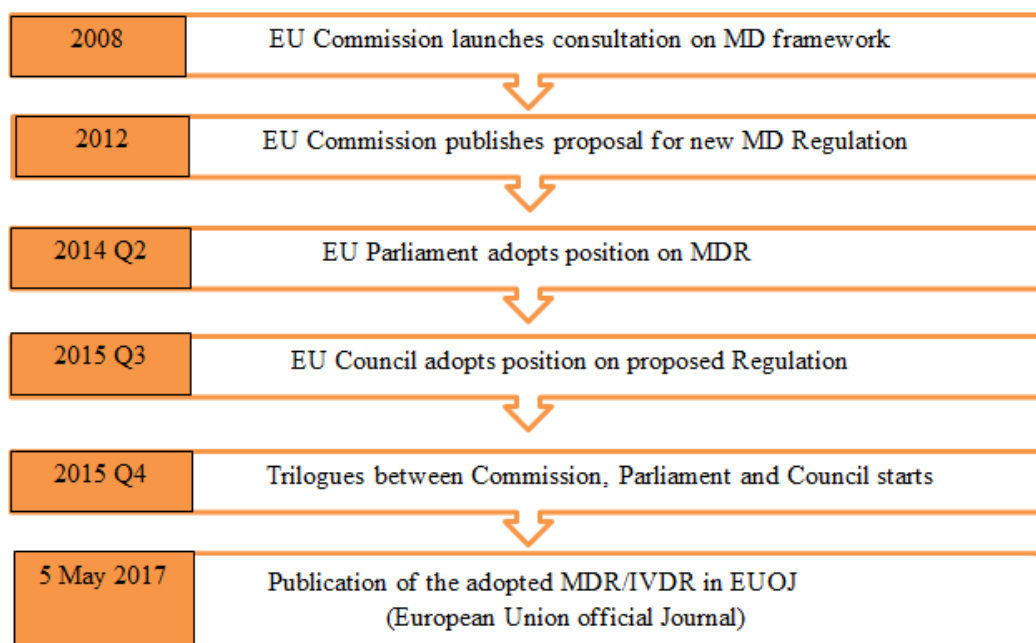 2008
EU Commission launches consultation on MD framework
2012
EU Commission publishes proposal for new MD Regulation
2014 Q2
EU Parliament adopts position on MDR
2015 Q3
EU Council adopts position on proposed Regulation
2015 Q4
Trilogues between Commission, Parliament and Council starts
5 May 2017
Publication of the adopted MDR/IVDR in EUOJ
(European Union official Journal)